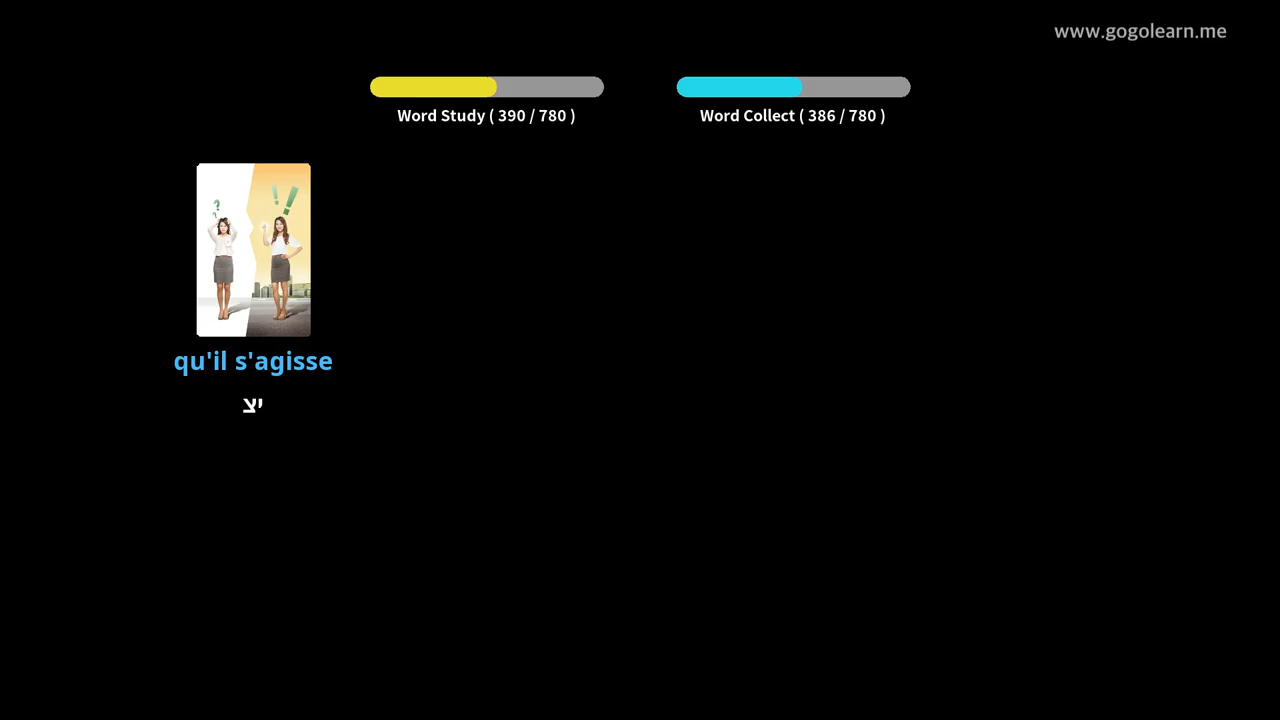 www.gogolearn.me
Word Study ( 390 / 780 )
Word Collect ( 386 / 780 )
qu'il s'agisse
יצ